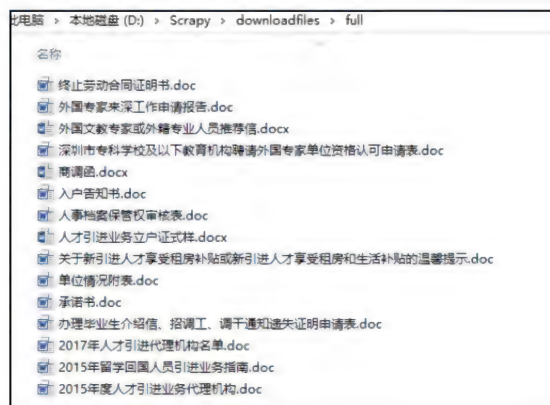 此电脑 > 本地磁盘 (D:) > Scrapy > downloadfiles > full
名称
终止劳动合同证明书.doc
外国专家来深工作申请报告.doc
外国文教专家或外籍专业人员推荐信.docx
深圳市专科学校及以下教育机构聘请外国专家单位资格认可申请表.doc
商调函.docx
入户告知书.doc
人事档案保管权审核表.doc
人才引进业务立户证式样.docx
关于新引进人才享受租房补贴或新引进人才享受租房和生活补贴的温馨提示.doc
单位情况附表.doc
承诺书.doc
办理毕业生介绍信、招调工、调干通知遗失证明申请表.doc
2017年人才引进代理机构名单.doc
2015年留学回国人员引进业务指南.doc
2015年度人才引进业务代理机构.doc